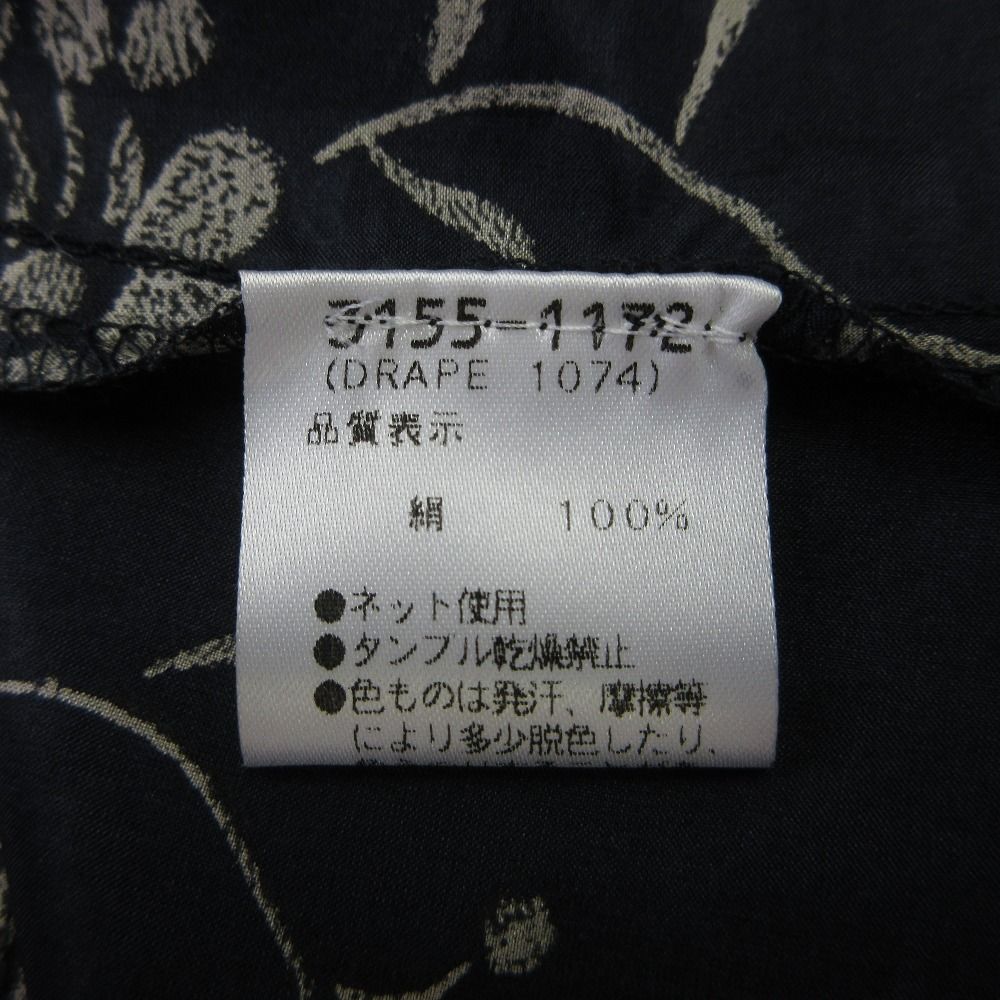 3155-1172
(DRAPE 1074)
品質表示
絹 100%
●ネット使用
●タンブル乾燥禁止
●色ものは発汗、摩擦等
により多少脱色したり、